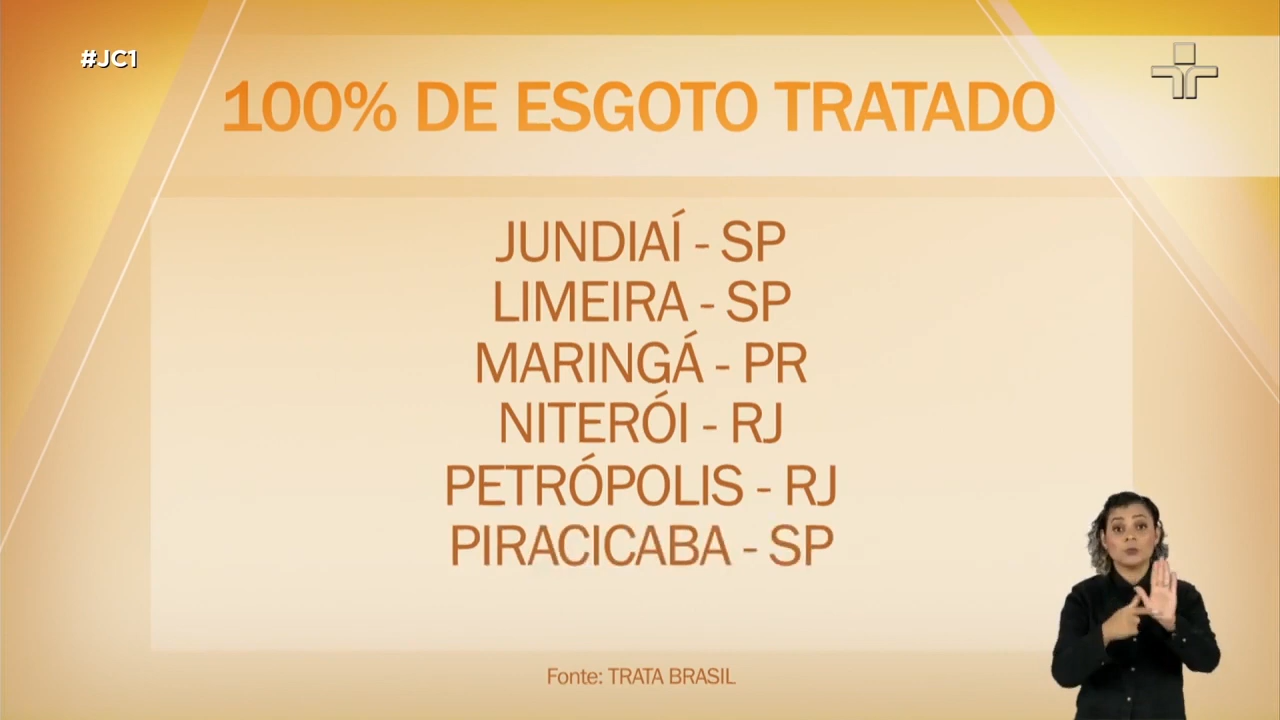 #JC1
100% DE ESGOTO TRATADO
JUNDIAÍ - SP
LIMEIRA - SP
MARINGÁ - PR
NITERÓI - RJ
PETRÓPOLIS - RJ
PIRACICABA - SP
Fonte: TRATA BRASIL